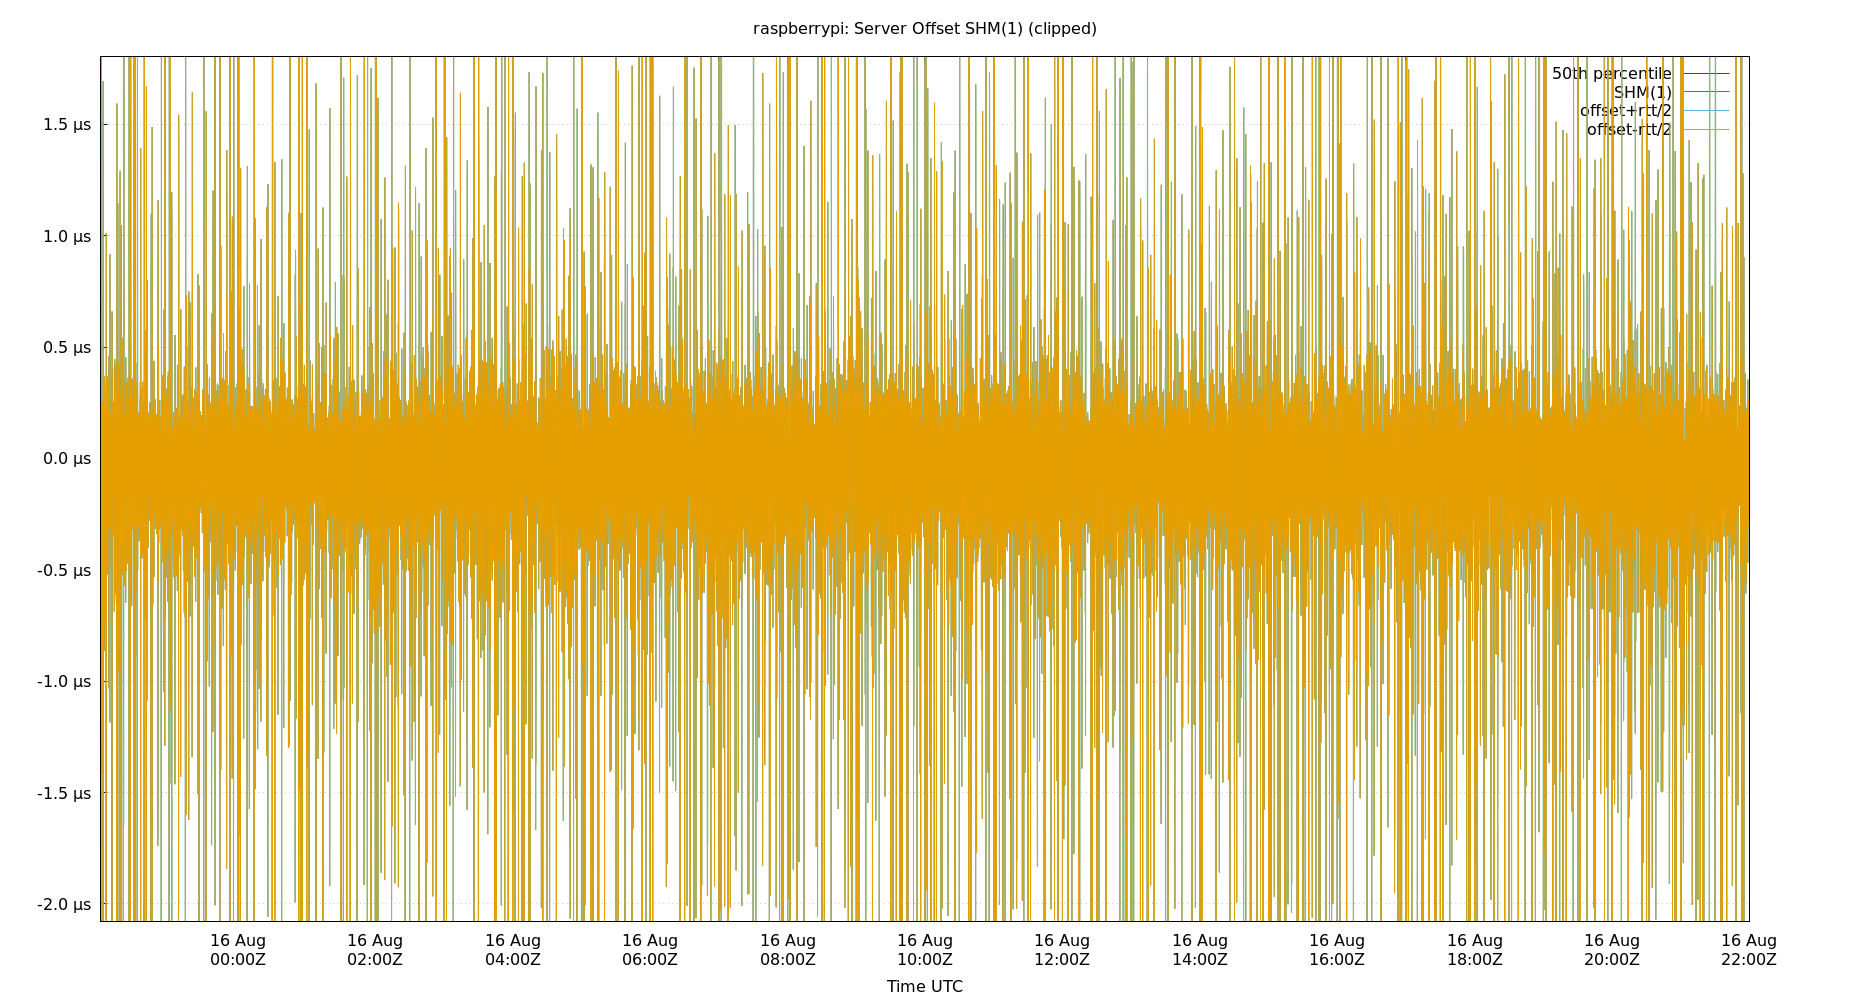 raspberrypi: Server Offset SHM(1) (clipped)
50th percentile
SHM(1)
offset+rtt/2
offset-rtt/2
1.5 µs
1.0 µs
0.5 µs
0.0 µs
-0.5 µs
-1.0 µs
-1.5 µs
-2.0 µs
16 Aug 16 Aug 16 Aug 16 Aug 16 Aug 16 Aug 16 Aug 16 Aug 16 Aug 16 Aug 16 Aug 16 Aug
00:00Z 02:00Z 04:00Z 06:00Z 08:00Z 10:00Z 12:00Z 14:00Z 16:00Z 18:00Z 20:00Z 22:00Z
Time UTC